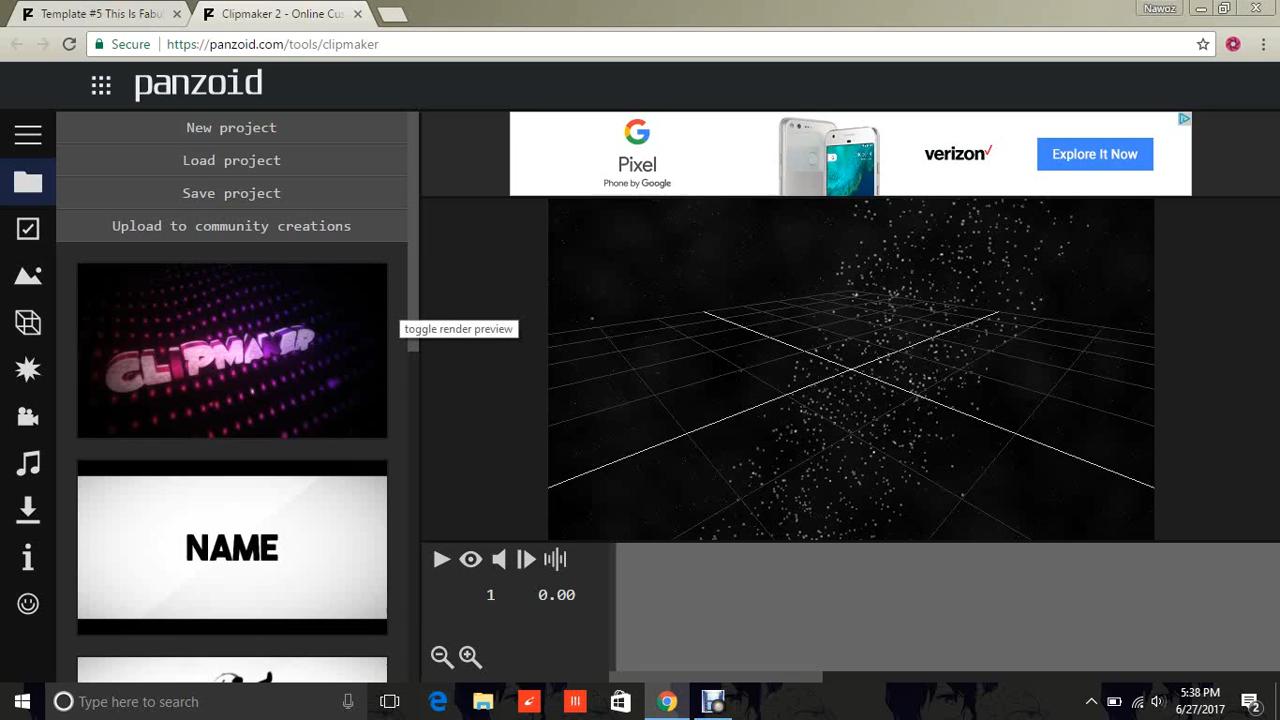 Template #5 This Is Fabu
Clipmaker 2 - Online Cus
Nawoz
Secure
https://panzoid.com/tools/clipmaker
panzoid
New project
Load project
Save project
Upload to community creations
CLIPMAKER
toggle render preview
NAME
G
Pixel
Phone by Google
verizon✓
Explore It Now
1 0.00
Type here to search
5:38 PM
6/27/2017
2